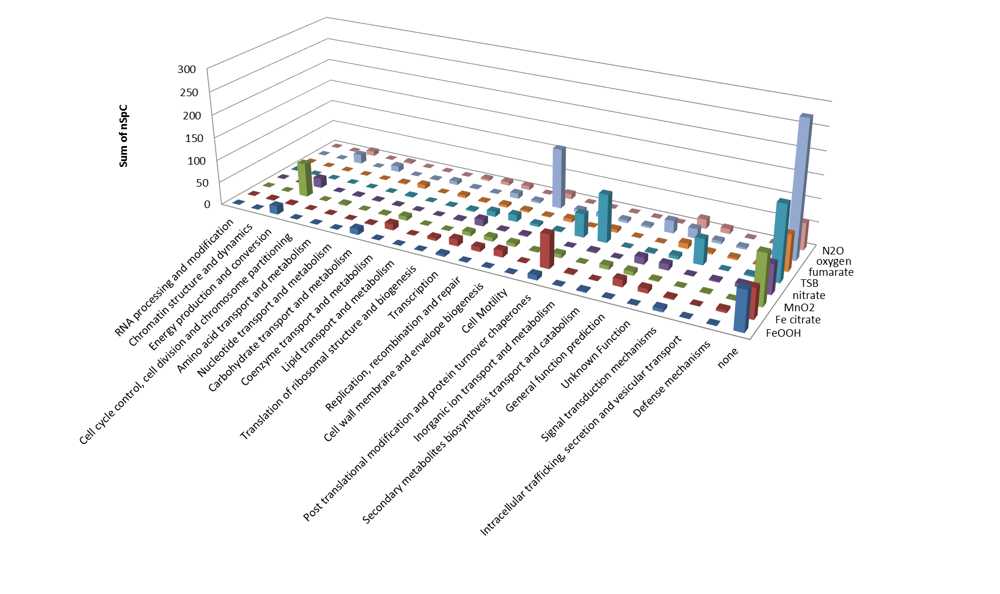 Sum of nSpC
300
250
200
150
100
50
0
RNA processing and modification
Chromatin structure and dynamics
Energy production and conversion
Cell cycle control, cell division and chromosome partitioning
Amino acid transport and metabolism
Nucleotide transport and metabolism
Carbohydrate transport and metabolism
Coenzyme transport and metabolism
Lipid transport and metabolism
Translation of ribosomal structure and biogenesis
Transcription
Replication, recombination and repair
Cell wall membrane and envelope biogenesis
Cell Motility
Post translational modification and protein turnover chaperones
Inorganic ion transport and metabolism
Secondary metabolites biosynthesis transport and catabolism
General function prediction
Unknown Function
Signal transduction mechanisms
Intracellular trafficking, secretion and vesicular transport
Defense mechanisms
none
N2O
oxygen
fumarate
TSB
nitrate
MnO2
Fe citrate
FeOOH